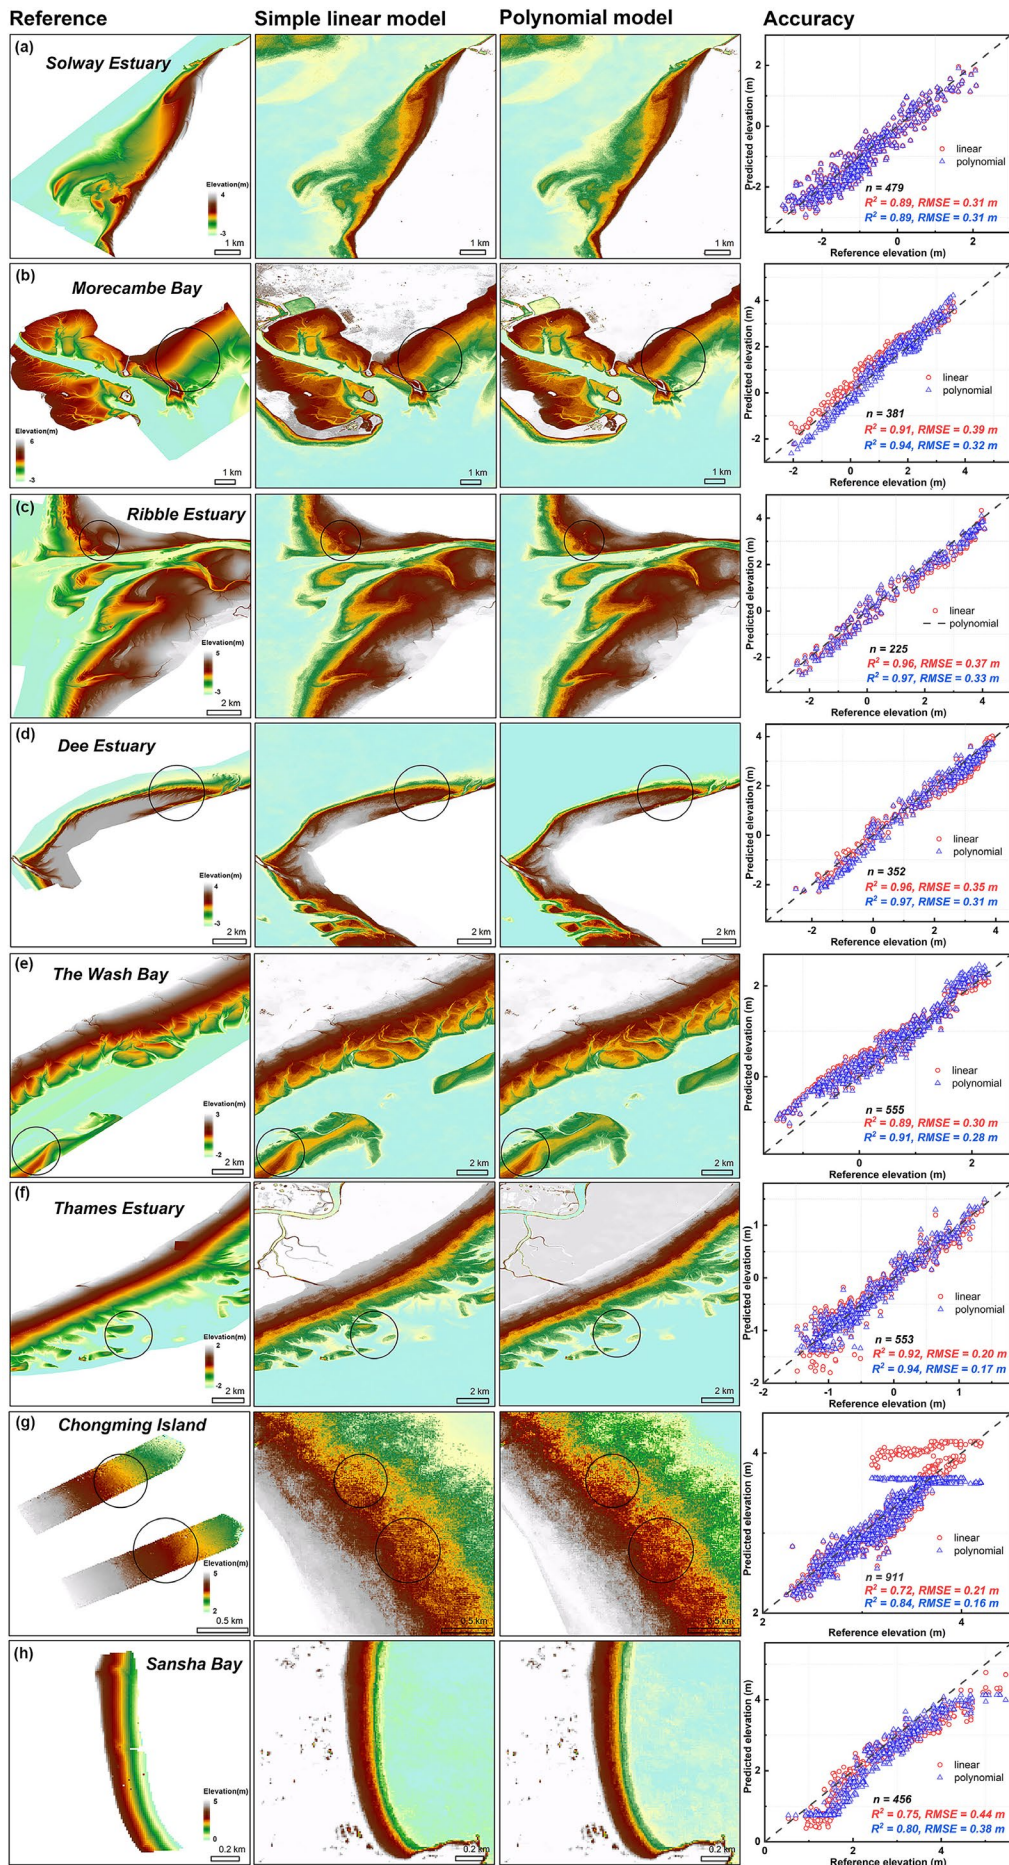 Reference
Simple linear model
Polynomial model
Accuracy
(a)
Solway Estuary
Elevation(m)
4
-3
1 km
1 km
1 km
Predicted elevation (m)
2
0
-2
linear
polynomial
n = 479
R² = 0.89, RMSE = 0.31 m
R² = 0.89, RMSE = 0.31 m
-2
0
2
Reference elevation (m)
(b)
Morecambe Bay
Elevation(m)
6
-3
1 km
1 km
1 km
Predicted elevation (m)
4
2
0
-2
linear
polynomial
n = 381
R² = 0.91, RMSE = 0.39 m
R² = 0.94, RMSE = 0.32 m
-2
0
2
4
Reference elevation (m)
(c)
Ribble Estuary
Elevation(m)
5
-3
2 km
2 km
2 km
Predicted elevation (m)
4
2
0
-2
linear
polynomial
n = 225
R² = 0.96, RMSE = 0.37 m
R² = 0.97, RMSE = 0.33 m
-2
0
2
4
Reference elevation (m)
(d)
Dee Estuary
Elevation(m)
4
-3
2 km
2 km
2 km
Predicted elevation (m)
4
2
0
-2
linear
polynomial
n = 352
R² = 0.96, RMSE = 0.35 m
R² = 0.97, RMSE = 0.31 m
-2
0
2
4
Reference elevation (m)
(e)
The Wash Bay
Elevation(m)
3
-2
2 km
2 km
2 km
Predicted elevation (m)
2
0
linear
polynomial
n = 555
R² = 0.89, RMSE = 0.30 m
R² = 0.91, RMSE = 0.28 m
0
2
Reference elevation (m)
(f)
Thames Estuary
Elevation(m)
2
-2
2 km
2 km
2 km
Predicted elevation (m)
1
0
-1
-2
linear
polynomial
n = 553
R² = 0.92, RMSE = 0.20 m
R² = 0.94, RMSE = 0.17 m
-2
-1
0
1
Reference elevation (m)
(g)
Chongming Island
Elevation(m)
5
2
0.5 km
0.5 km
0.5 km
Predicted elevation (m)
4
2
linear
polynomial
n = 911
R² = 0.72, RMSE = 0.21 m
R² = 0.84, RMSE = 0.16 m
2
4
Reference elevation (m)
(h)
Sansha Bay
Elevation(m)
5
0
0.2 km
0.2 km
0.2 km
Predicted elevation (m)
6
4
2
0
linear
polynomial
n = 456
R² = 0.75, RMSE = 0.44 m
R² = 0.80, RMSE = 0.38 m
0
2
4
Reference elevation (m)